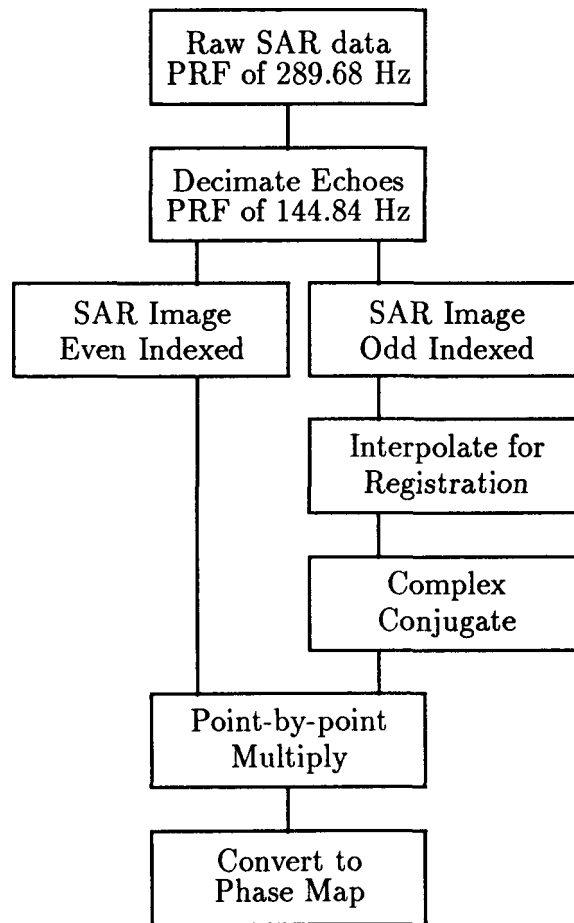 Raw SAR data
PRF of 289.68 Hz
Decimate Echoes
PRF of 144.84 Hz
SAR Image
Even Indexed
SAR Image
Odd Indexed
Interpolate for
Registration
Complex
Conjugate
Point-by-point
Multiply
Convert to
Phase Map